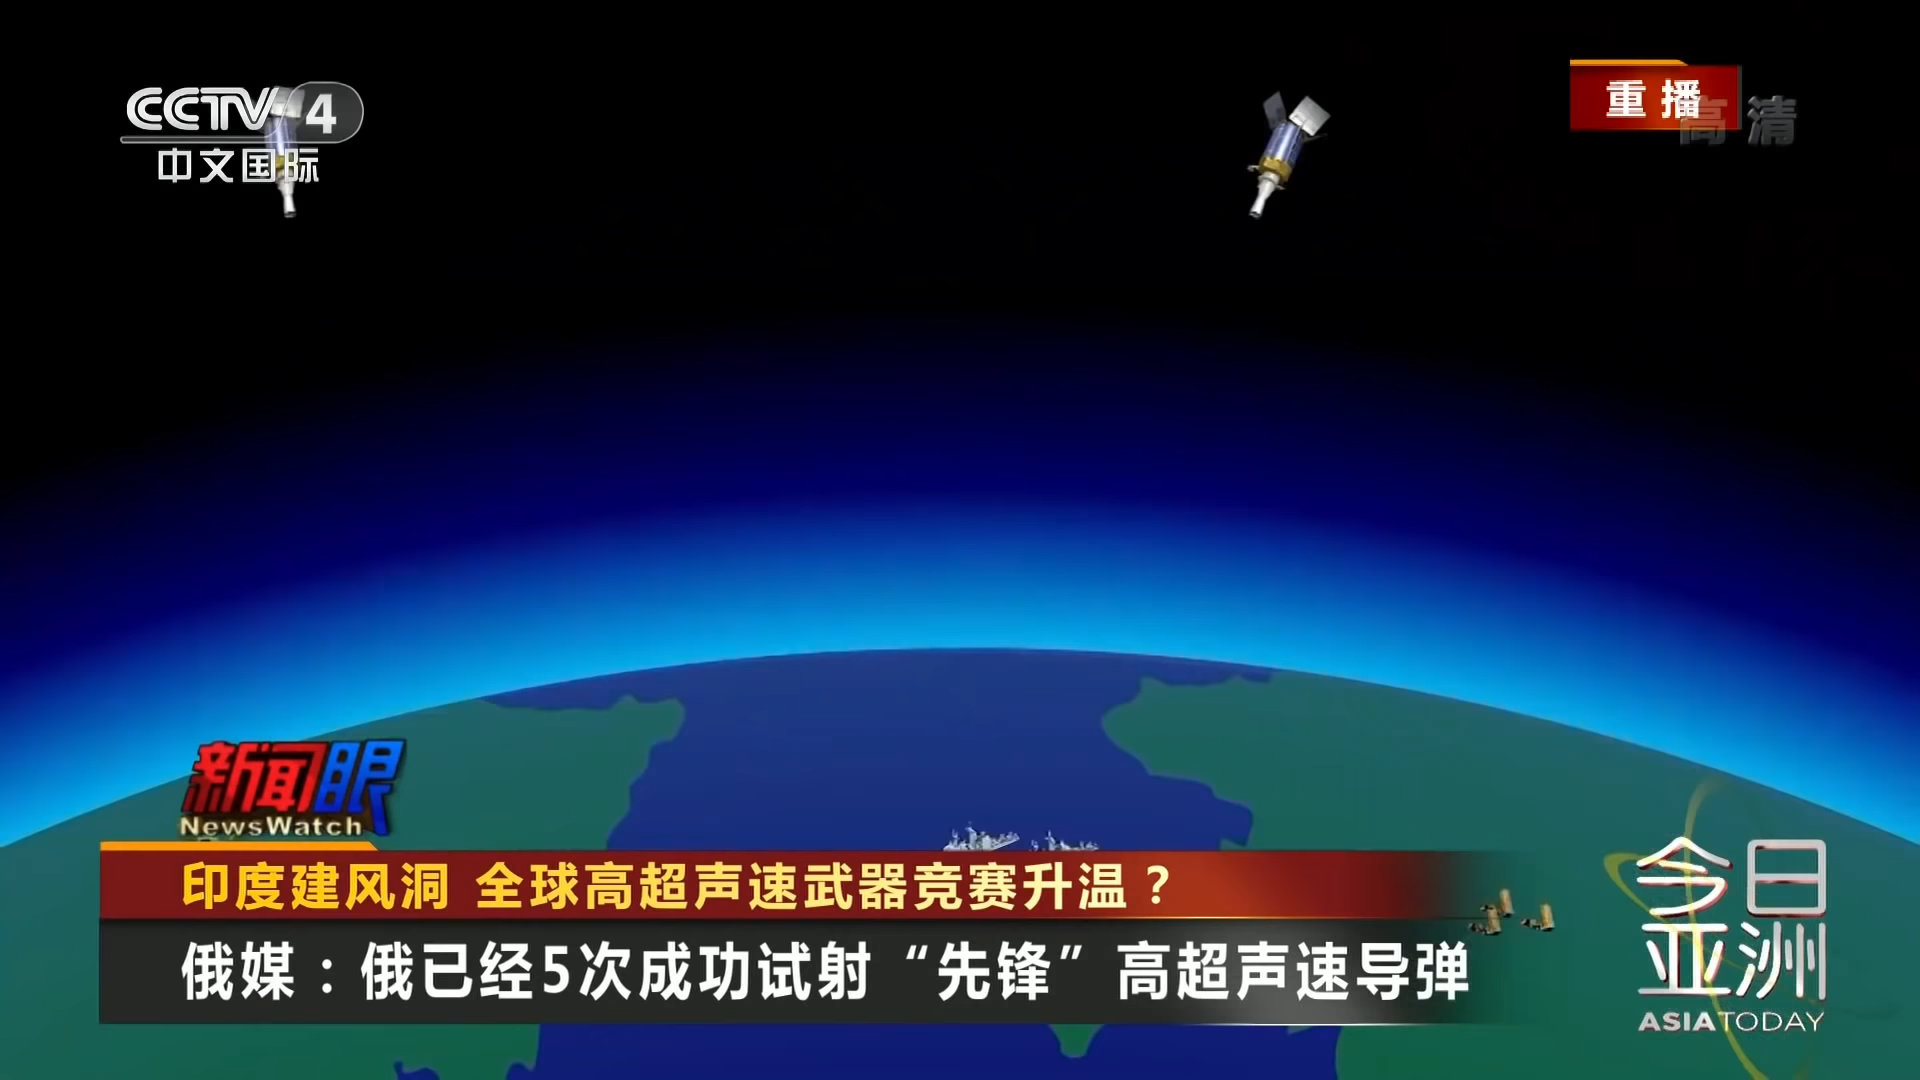 CCTV 4
中文国际
重播
高清
新闻眼
NewsWatch
印度建风洞 全球高超声速武器竞赛升温？
俄媒：俄已经5次成功试射“先锋”高超声速导弹
今日
亚洲
ASIA TODAY